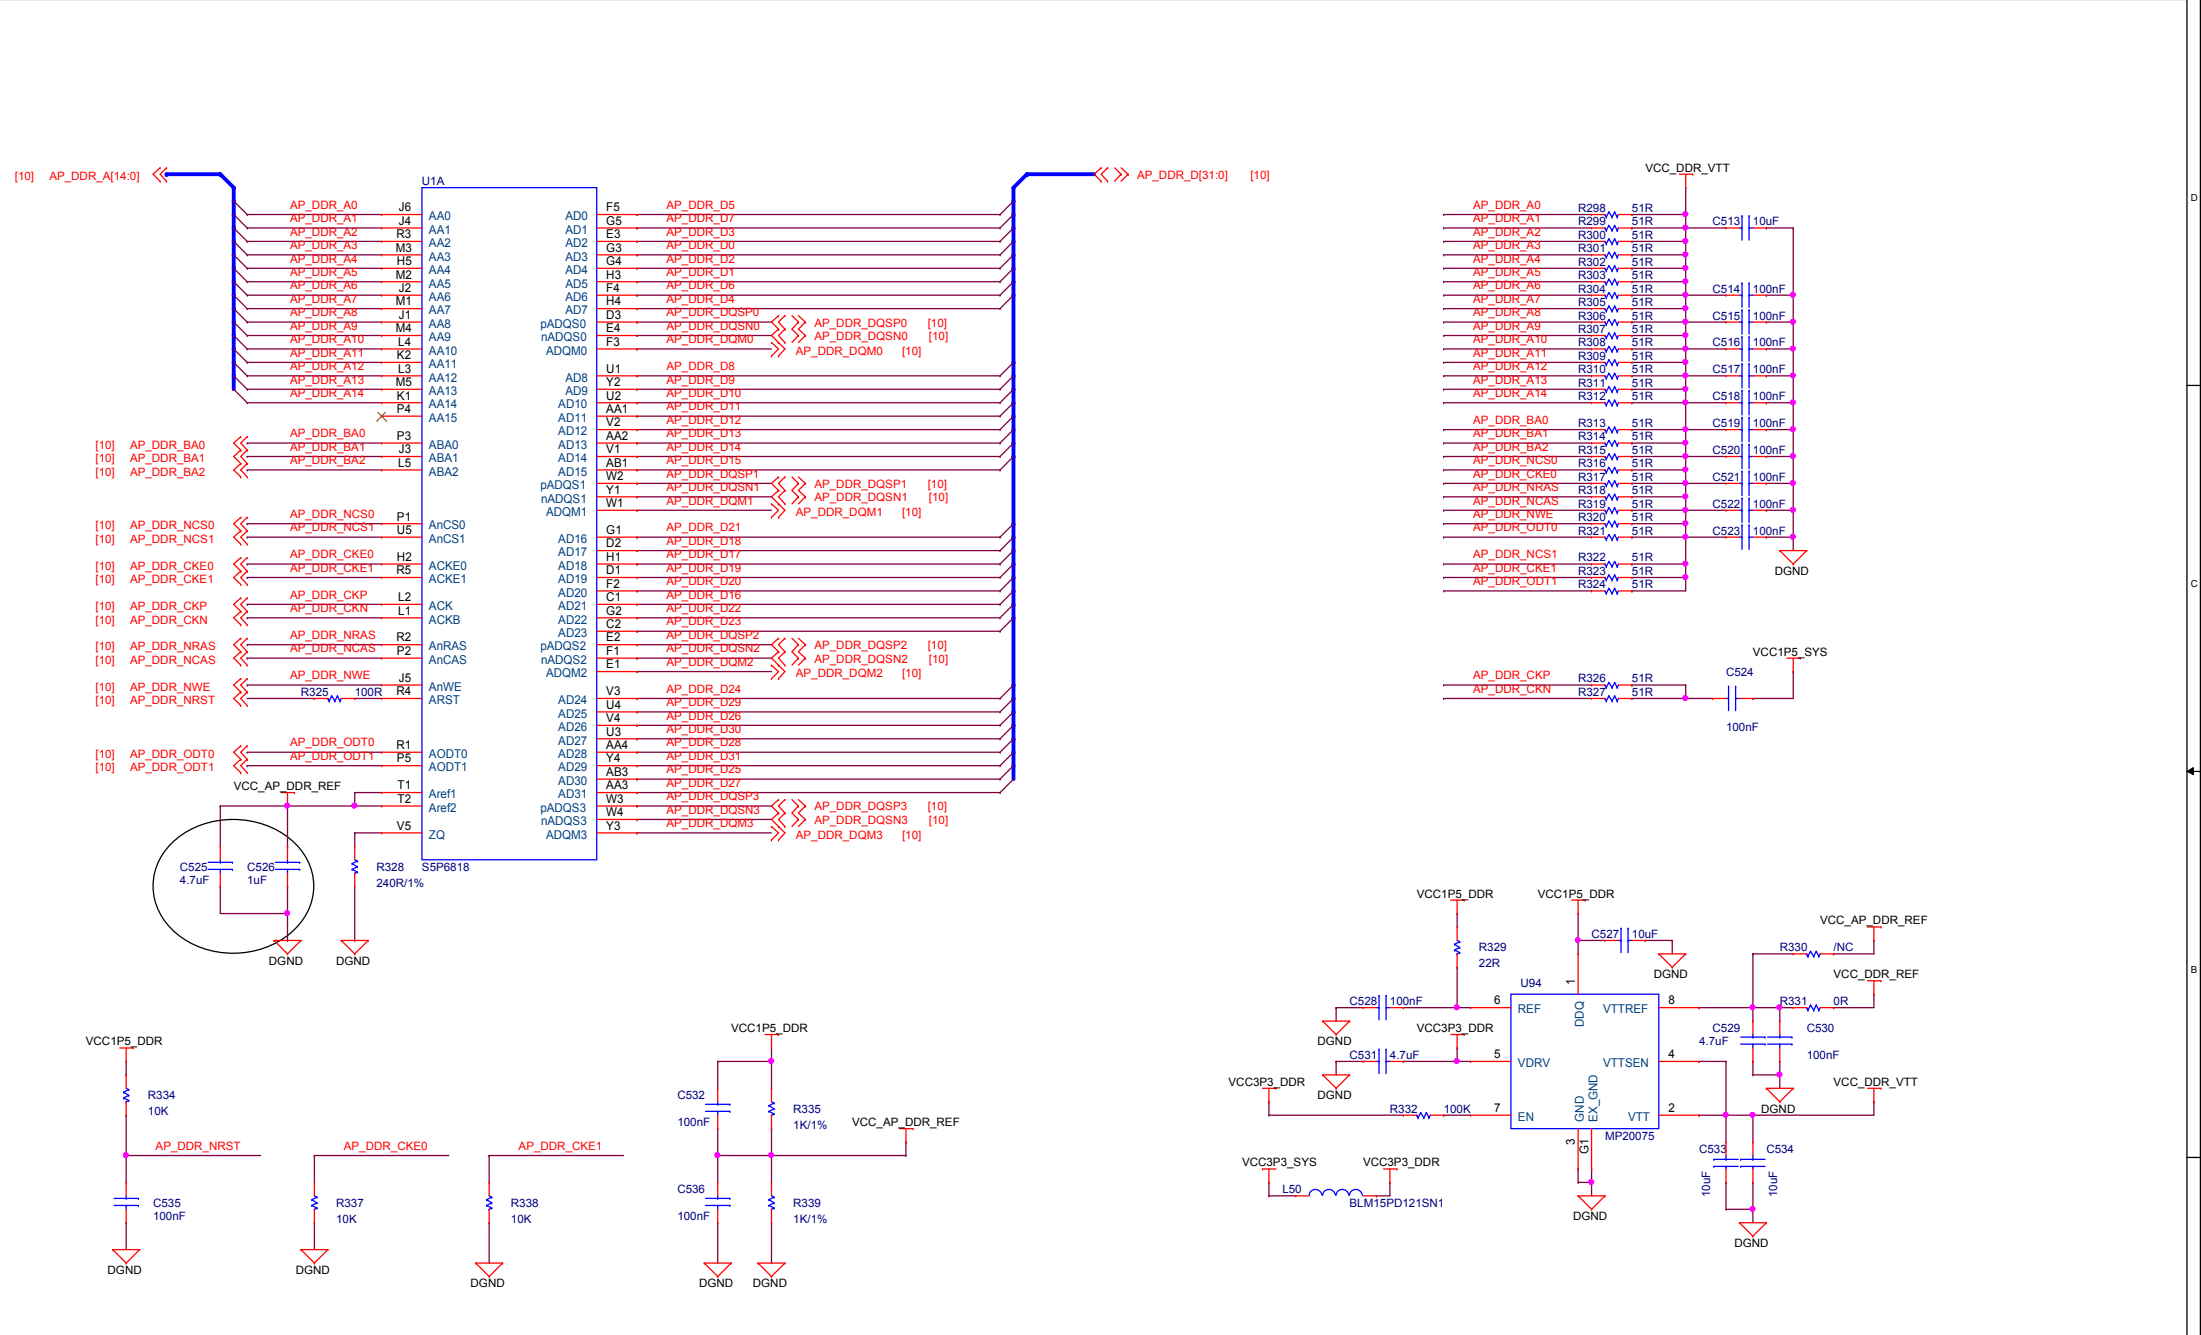 [10] AP_DDR_A[14:0]
U1A
AP_DDR_D[31:0] [10]
AP_DDR_A0 J6 AA0
AP_DDR_A1 J4 AA1
AP_DDR_A2 R3 AA2
AP_DDR_A3 M3 AA3
AP_DDR_A4 H5 AA4
AP_DDR_A5 M2 AA5
AP_DDR_A6 J2 AA6
AP_DDR_A7 M1 AA7
AP_DDR_A8 J1 AA8
AP_DDR_A9 M4 AA9
AP_DDR_A10 L4 AA10
AP_DDR_A11 K2 AA11
AP_DDR_A12 L3 AA12
AP_DDR_A13 M5 AA13
AP_DDR_A14 K1 AA14
P4 AA15
[10] AP_DDR_BA0 AP_DDR_BA0 P3 ABA0
[10] AP_DDR_BA1 AP_DDR_BA1 J3 ABA1
[10] AP_DDR_BA2 AP_DDR_BA2 L5 ABA2
[10] AP_DDR_NCS0 AP_DDR_NCS0 P1 AnCS0
[10] AP_DDR_NCS1 AP_DDR_NCS1 U5 AnCS1
[10] AP_DDR_CKE0 AP_DDR_CKE0 H2 ACKE0
[10] AP_DDR_CKE1 AP_DDR_CKE1 R5 ACKE1
[10] AP_DDR_CKP AP_DDR_CKP L2 ACK
[10] AP_DDR_CKN AP_DDR_CKN L1 ACKB
[10] AP_DDR_NRAS AP_DDR_NRAS R2 AnRAS
[10] AP_DDR_NCAS AP_DDR_NCAS P2 AnCAS
[10] AP_DDR_NWE AP_DDR_NWE J5 AnWE
[10] AP_DDR_NRST R325 100R R4 ARST
[10] AP_DDR_ODT0 AP_DDR_ODT0 R1 AODT0
[10] AP_DDR_ODT1 AP_DDR_ODT1 P5 AODT1
VCC_AP_DDR_REF
T1 Aref1
T2 Aref2
V5 ZQ
C525 4.7uF
C526 1uF
R328 240R/1%
S5P6818
DGND
DGND
AD0 F5 AP_DDR_D5
AD1 G5 AP_DDR_D7
AD2 E3 AP_DDR_D3
AD3 G3 AP_DDR_D0
AD4 G4 AP_DDR_D2
AD5 H3 AP_DDR_D1
AD6 F4 AP_DDR_D6
AD7 H4 AP_DDR_D4
pADQS0 D3 AP_DDR_DQSP0 AP_DDR_DQSP0 [10]
nADQS0 E4 AP_DDR_DQSN0 AP_DDR_DQSN0 [10]
ADQM0 F3 AP_DDR_DQM0 AP_DDR_DQM0 [10]
AD8 U1 AP_DDR_D8
AD9 Y2 AP_DDR_D9
AD10 U2 AP_DDR_D10
AD11 AA1 AP_DDR_D11
AD12 V2 AP_DDR_D12
AD13 AA2 AP_DDR_D13
AD14 V1 AP_DDR_D14
AD15 AB1 AP_DDR_D15
pADQS1 W2 AP_DDR_DQSP1 AP_DDR_DQSP1 [10]
nADQS1 Y1 AP_DDR_DQSN1 AP_DDR_DQSN1 [10]
ADQM1 W1 AP_DDR_DQM1 AP_DDR_DQM1 [10]
AD16 G1 AP_DDR_D21
AD17 D2 AP_DDR_D18
AD18 H1 AP_DDR_D17
AD19 D1 AP_DDR_D19
AD20 F2 AP_DDR_D20
AD21 C1 AP_DDR_D16
AD22 G2 AP_DDR_D22
AD23 C2 AP_DDR_D23
pADQS2 E2 AP_DDR_DQSP2 AP_DDR_DQSP2 [10]
nADQS2 F1 AP_DDR_DQSN2 AP_DDR_DQSN2 [10]
ADQM2 E1 AP_DDR_DQM2 AP_DDR_DQM2 [10]
AD24 V3 AP_DDR_D24
AD25 U4 AP_DDR_D29
AD26 V4 AP_DDR_D26
AD27 U3 AP_DDR_D30
AD28 AA4 AP_DDR_D28
AD29 Y4 AP_DDR_D31
AD30 AB3 AP_DDR_D25
AD31 AA3 AP_DDR_D27
pADQS3 W3 AP_DDR_DQSP3 AP_DDR_DQSP3 [10]
nADQS3 W4 AP_DDR_DQSN3 AP_DDR_DQSN3 [10]
ADQM3 Y3 AP_DDR_DQM3 AP_DDR_DQM3 [10]
VCC_DDR_VTT
AP_DDR_A0 R298 51R
AP_DDR_A1 R299 51R C513 10uF
AP_DDR_A2 R300 51R
AP_DDR_A3 R301 51R
AP_DDR_A4 R302 51R
AP_DDR_A5 R303 51R
AP_DDR_A6 R304 51R C514 100nF
AP_DDR_A7 R305 51R
AP_DDR_A8 R306 51R C515 100nF
AP_DDR_A9 R307 51R
AP_DDR_A10 R308 51R C516 100nF
AP_DDR_A11 R309 51R
AP_DDR_A12 R310 51R C517 100nF
AP_DDR_A13 R311 51R
AP_DDR_A14 R312 51R C518 100nF
AP_DDR_BA0 R313 51R C519 100nF
AP_DDR_BA1 R314 51R
AP_DDR_BA2 R315 51R C520 100nF
AP_DDR_NCS0 R316 51R
AP_DDR_CKE0 R317 51R C521 100nF
AP_DDR_NRAS R318 51R
AP_DDR_NCAS R319 51R C522 100nF
AP_DDR_NWE R320 51R
AP_DDR_ODT0 R321 51R C523 100nF
AP_DDR_NCS1 R322 51R
AP_DDR_CKE1 R323 51R
AP_DDR_ODT1 R324 51R
DGND
VCC1P5_SYS
AP_DDR_CKP R326 51R
AP_DDR_CKN R327 51R
C524
100nF
VCC1P5_DDR
R334
10K
AP_DDR_NRST
C535
100nF
DGND
AP_DDR_CKE0
R337
10K
DGND
AP_DDR_CKE1
R338
10K
DGND
VCC1P5_DDR
C532
100nF
R335
1K/1%
VCC_AP_DDR_REF
C536
100nF
R339
1K/1%
DGND
DGND
VCC1P5_DDR
VCC1P5_DDR
R329
22R
C527 10uF
DGND
U94
C528 100nF
DGND
VCC3P3_DDR
C531 4.7uF
DGND
VCC3P3_DDR
R332 100K
6 REF
5 VDRV
7 EN
1 DDQ
8 VTTREF
4 VTTSEN
2 VTT
3 GND
G1 EX_GND
MP20075
DGND
VCC_AP_DDR_REF
R330 /NC
VCC_DDR_REF
R331 0R
C529
4.7uF
C530
100nF
DGND
VCC_DDR_VTT
C533
10uF
C534
10uF
DGND
VCC3P3_SYS
VCC3P3_DDR
L50
BLM15PD121SN1
D
C
B